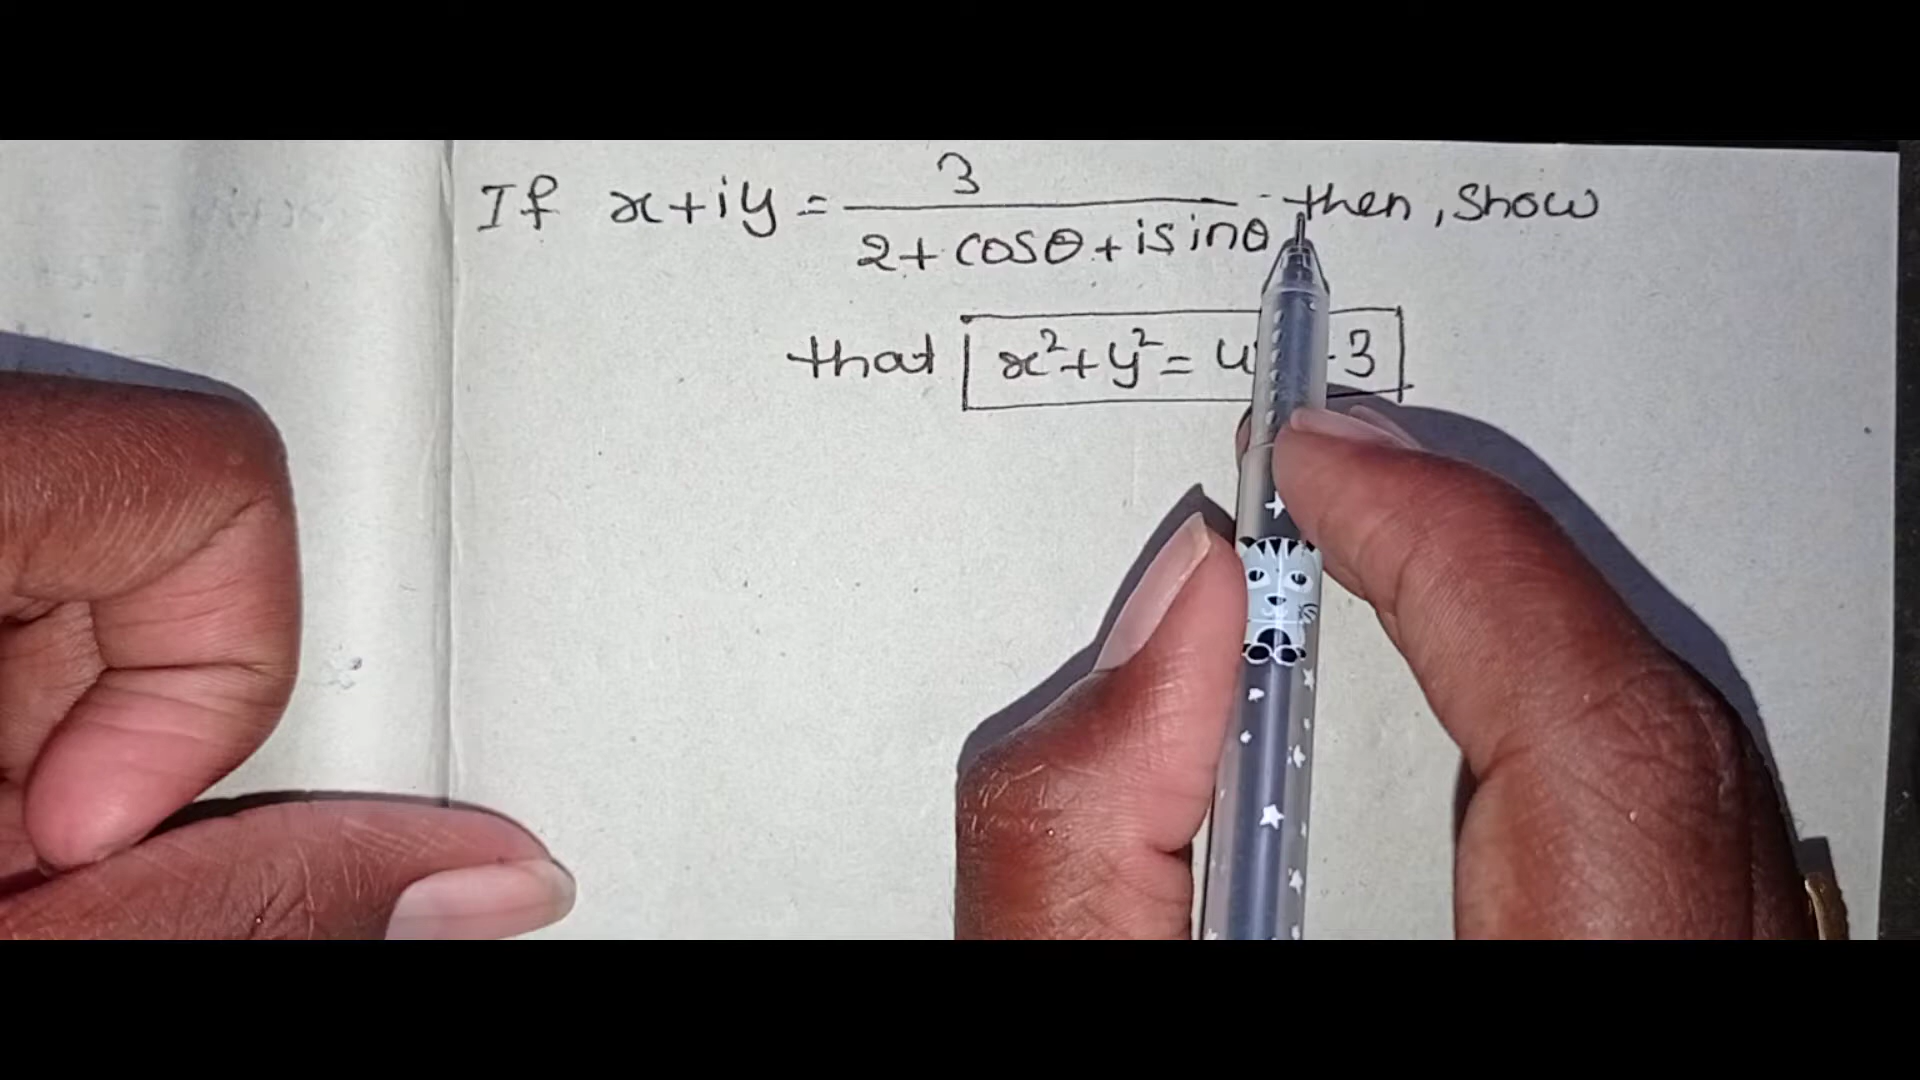 If x+iy = 3/(2+cosθ+isinθ) then, show
that x²+y² = 4 - 3